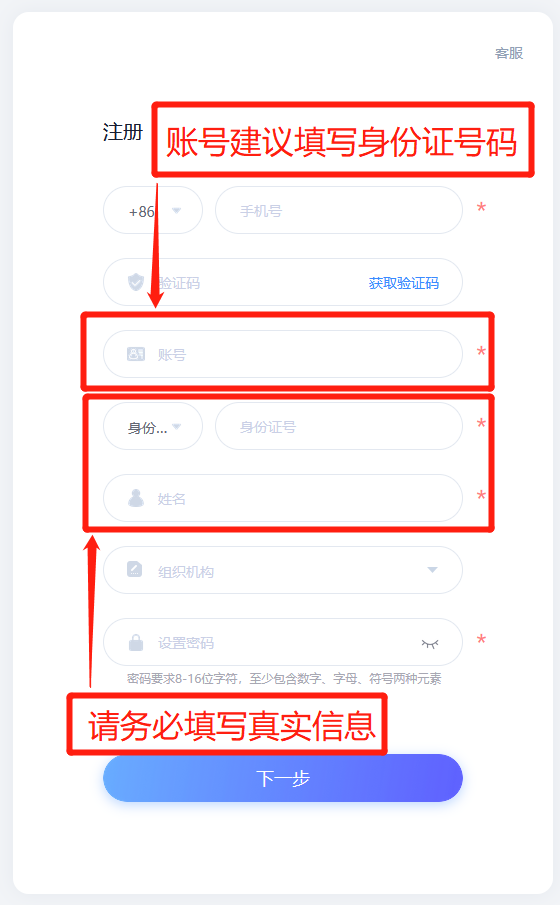 客服
注册
账号建议填写身份证号码
+86
手机号
*
验证码
获取验证码
账号
*
身份...
身份证号
*
姓名
*
组织机构
设置密码
*
密码要求8-16位字符，至少包含数字、字母、符号两种元素
请务必填写真实信息
下一步